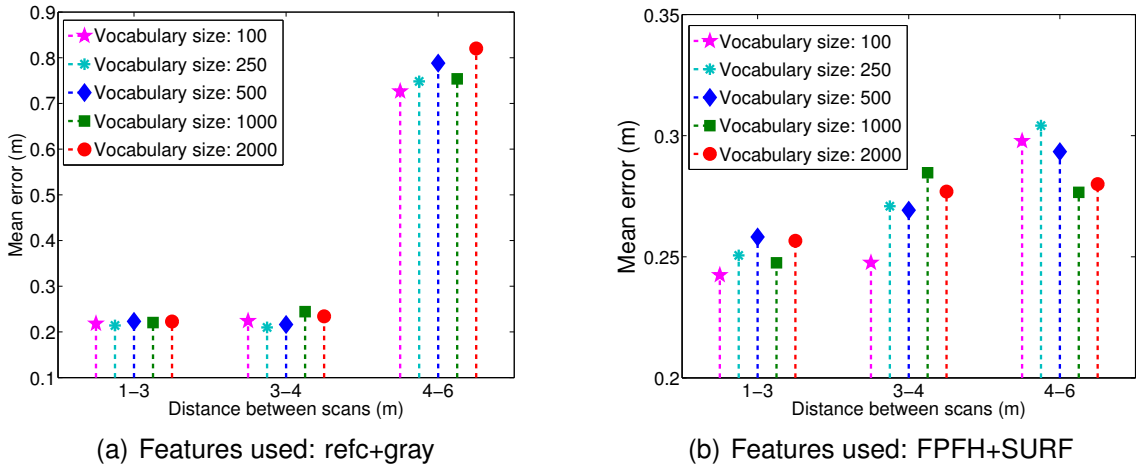 0.9
0.8
0.7
0.6
0.5
0.4
0.3
0.2
0.1
Mean error (m)
Vocabulary size: 100
Vocabulary size: 250
Vocabulary size: 500
Vocabulary size: 1000
Vocabulary size: 2000
1−3 3−4 4−6
Distance between scans (m)
(a) Features used: refc+gray
0.35
0.3
0.25
0.2
Mean error (m)
Vocabulary size: 100
Vocabulary size: 250
Vocabulary size: 500
Vocabulary size: 1000
Vocabulary size: 2000
1−3 3−4 4−6
Distance between scans (m)
(b) Features used: FPFH+SURF